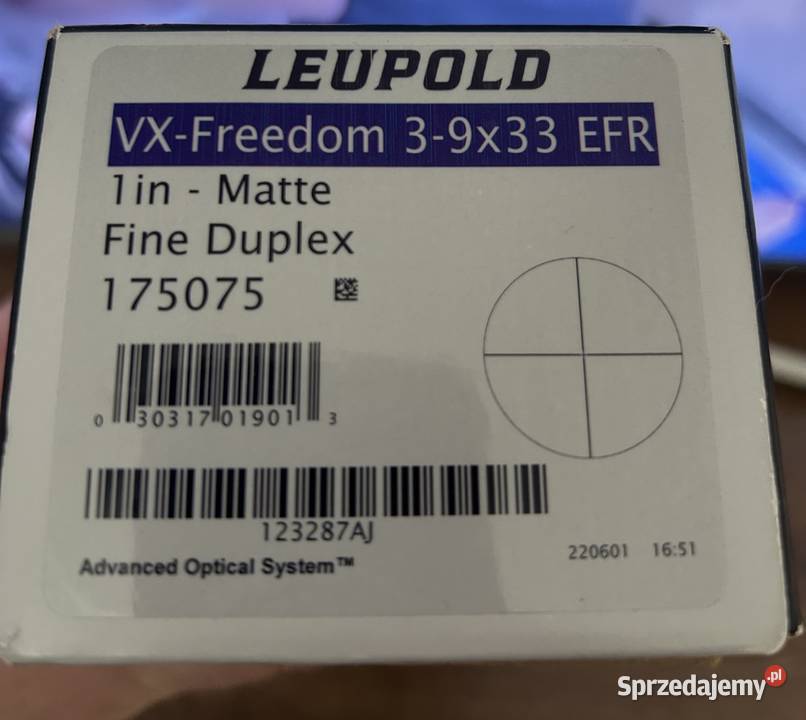 LEUPOLD
VX-Freedom 3-9x33 EFR
1in - Matte
Fine Duplex
175075
0 30317 01901 3
123287AJ
Advanced Optical System™
220601 16:51
Sprzedajemy.pl